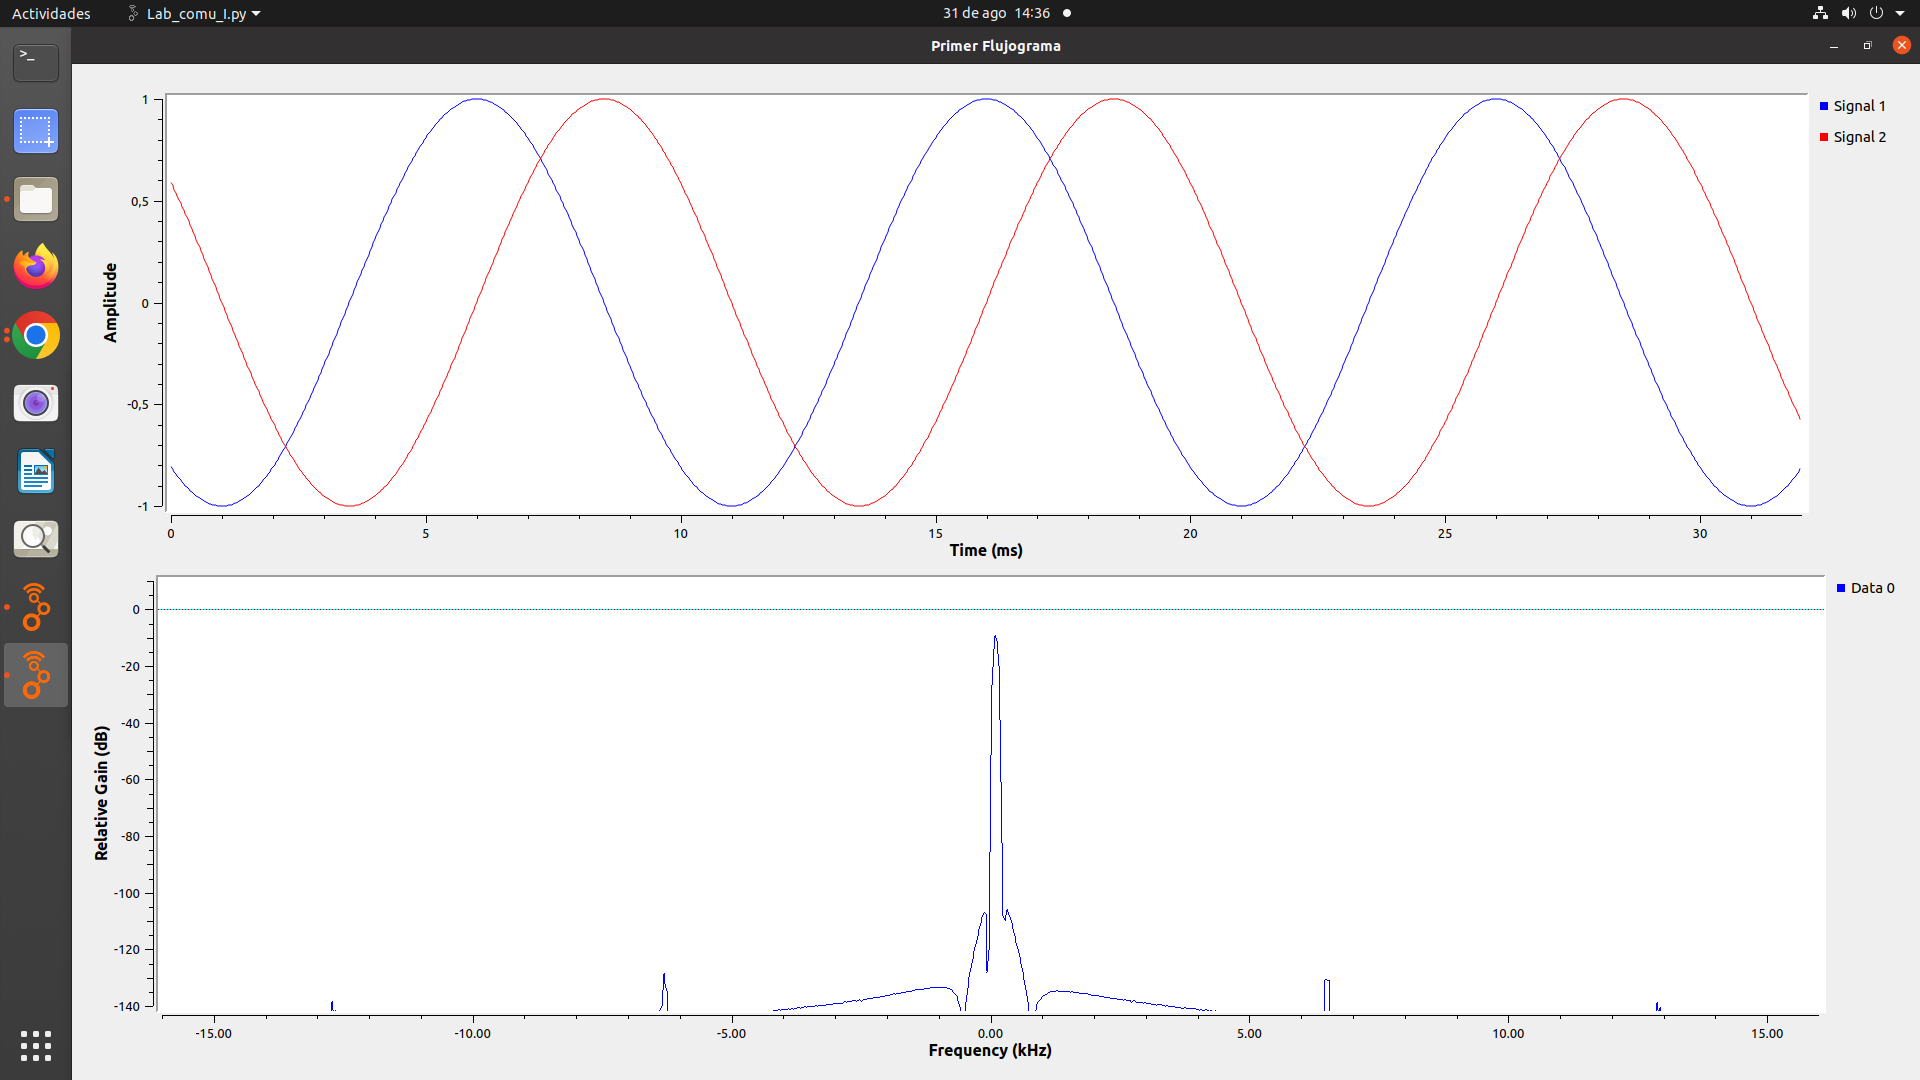 Actividades
Lab_comu_I.py
31 de ago 14:36
Primer Flujograma
>_
1
0,5
0
-0,5
-1
Amplitude
0 5 10 15 20 25 30
Time (ms)
Signal 1
Signal 2
0
-20
-40
-60
-80
-100
-120
-140
Relative Gain (dB)
-15.00 -10.00 -5.00 0.00 5.00 10.00 15.00
Frequency (kHz)
Data 0